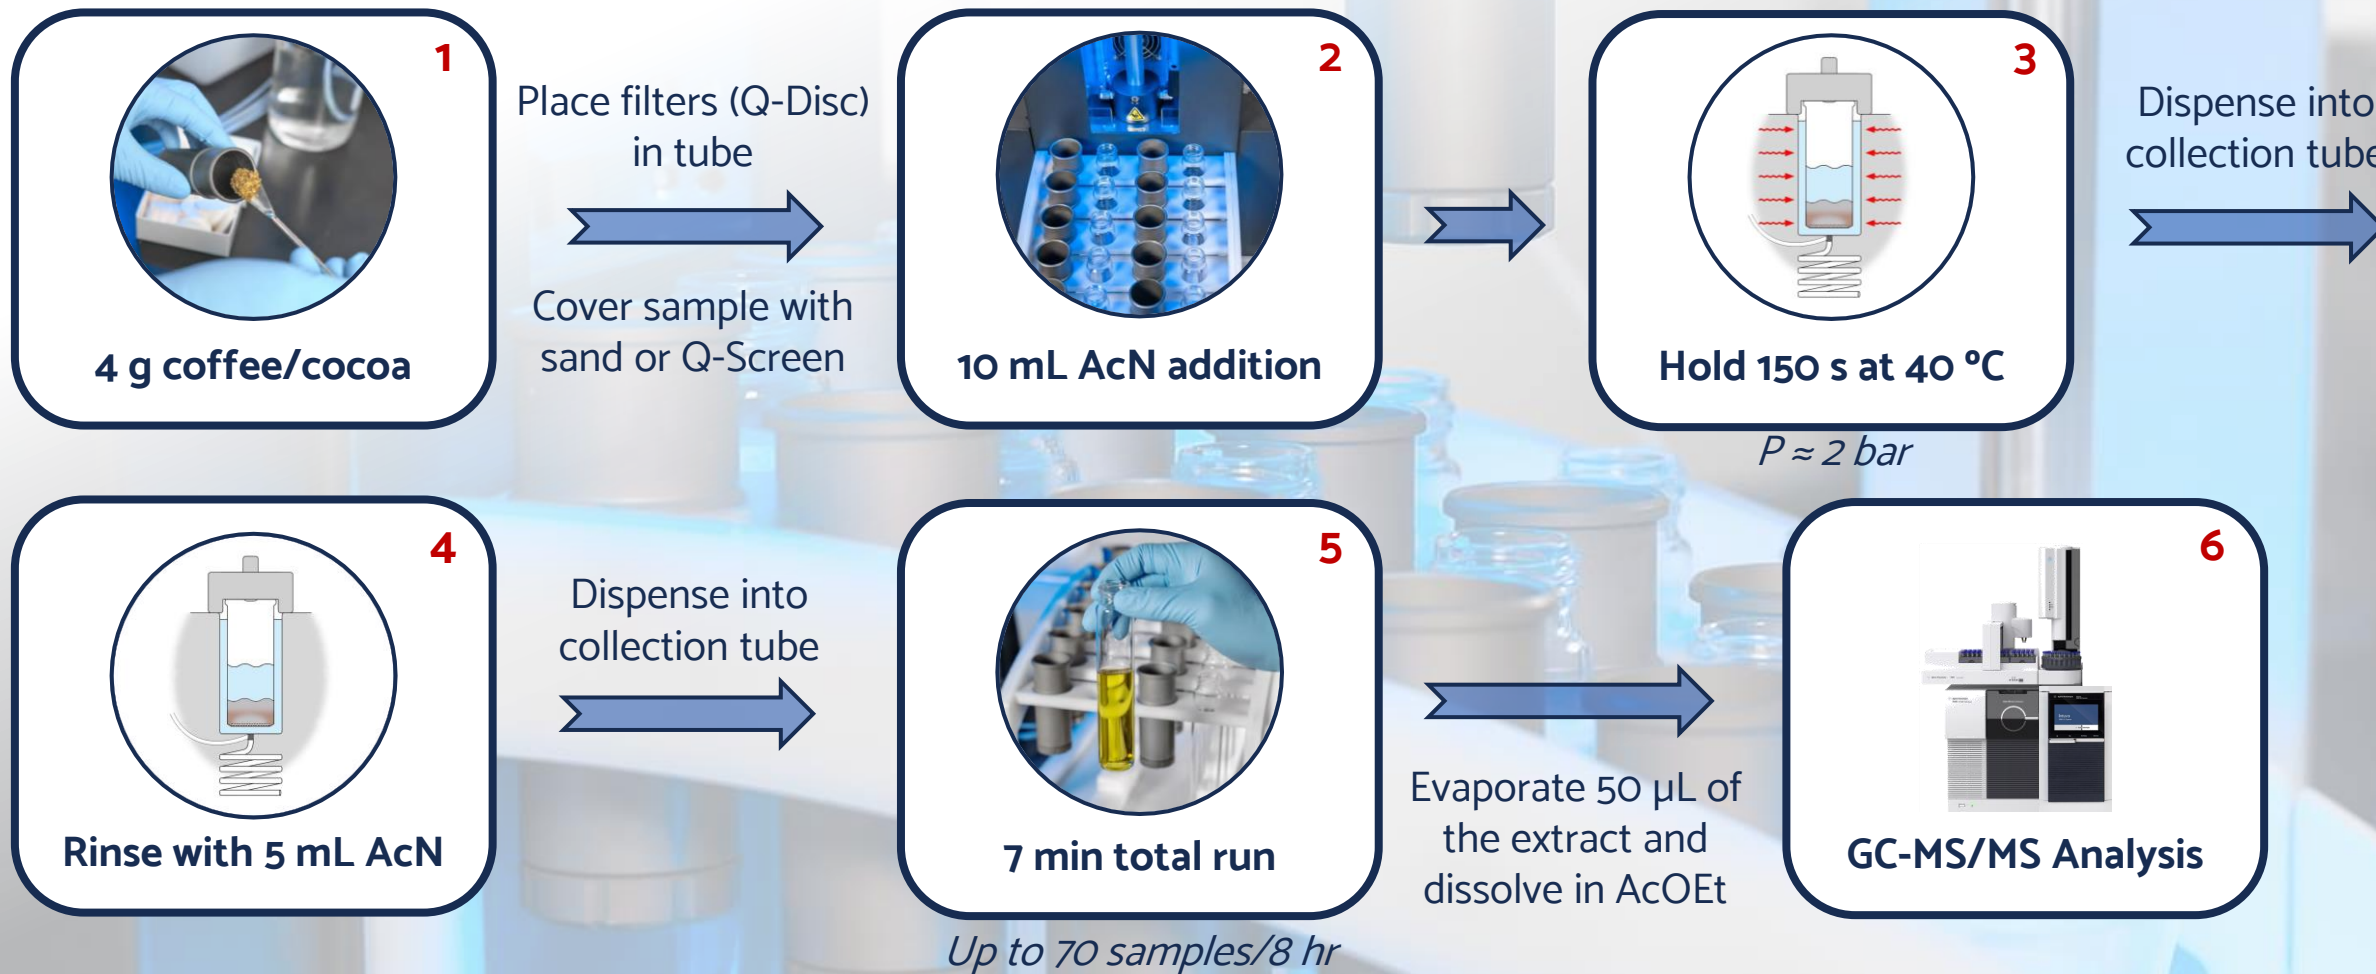 1
4 g coffee/cocoa
Place filters (Q-Disc)
in tube
Cover sample with
sand or Q-Screen
2
10 mL AcN addition
3
Hold 150 s at 40 ºC
P ≈ 2 bar
Dispense into
collection tube
4
Rinse with 5 mL AcN
Dispense into
collection tube
5
7 min total run
Up to 70 samples/8 hr
Evaporate 50 µL of
the extract and
dissolve in AcOEt
6
GC-MS/MS Analysis